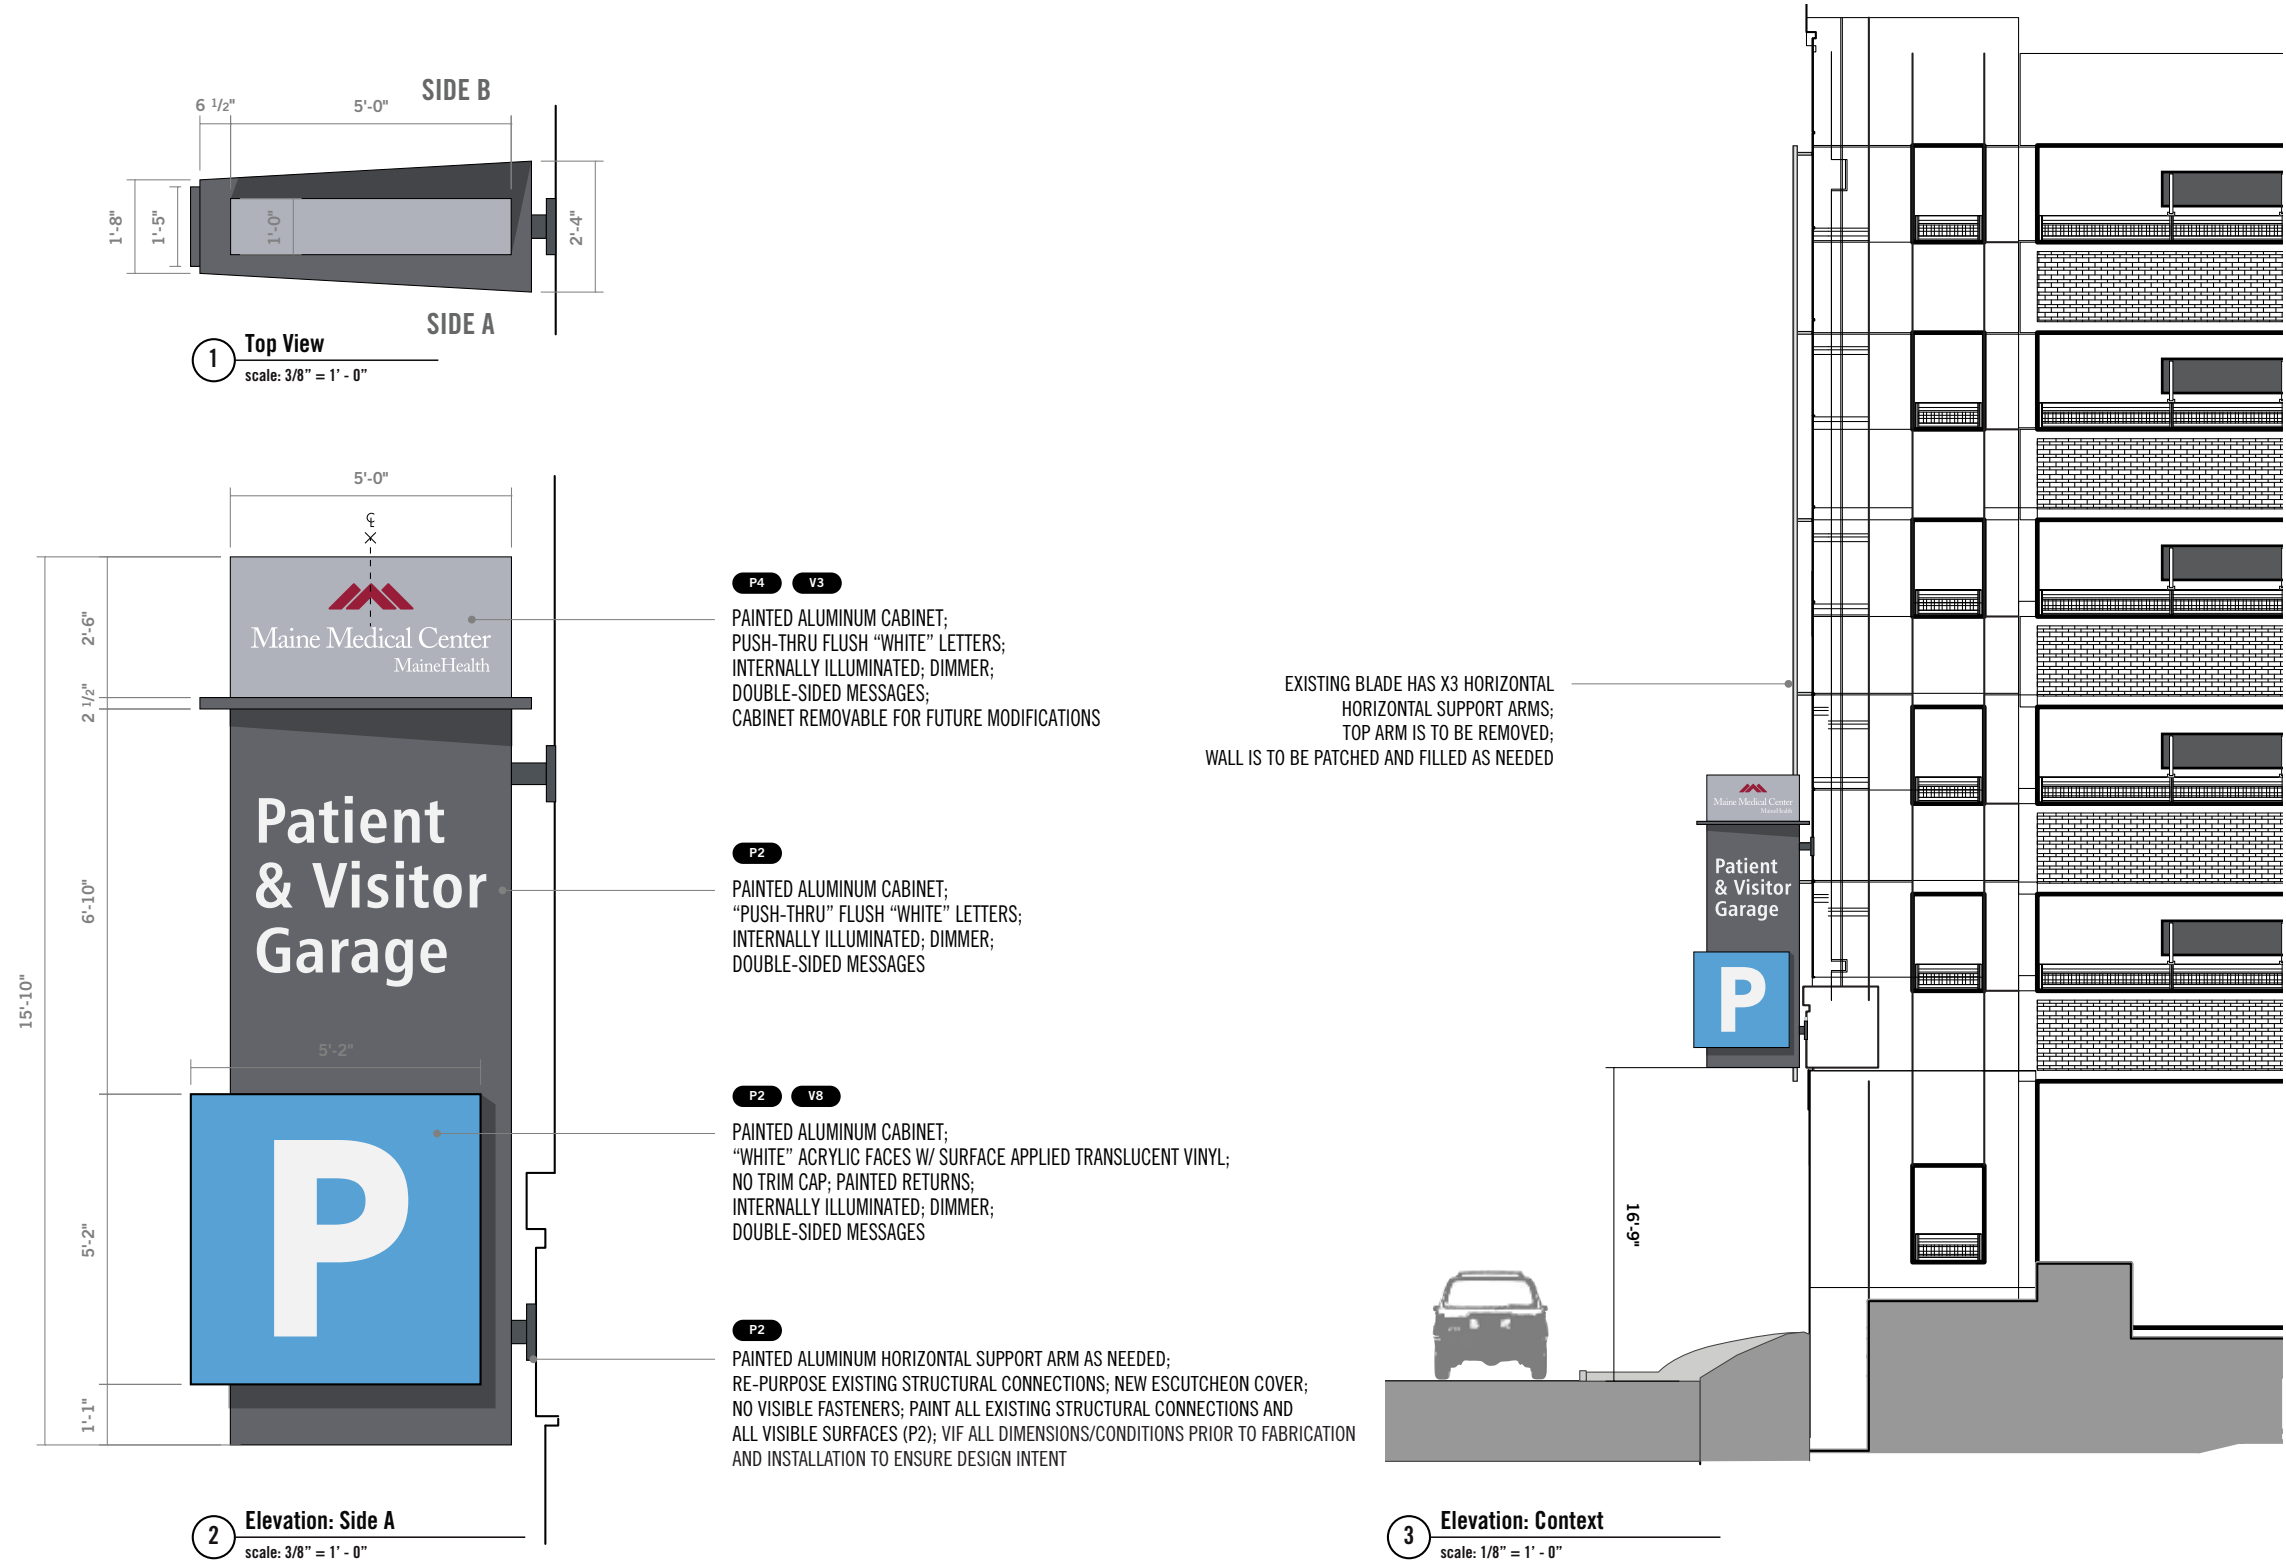 SIDE B
6 1/2"
5'-0"
1'-8"
1'-5"
1'-0"
2'-4"
SIDE A
1
Top View
scale: 3/8” = 1’ - 0”
5'-0"
15'-10"
2'-6"
2 1/2"
6'-10"
5'-2"
1'-1"
Maine Medical Center
MaineHealth
Patient
& Visitor
Garage
5'-2"
P
P4 V3
PAINTED ALUMINUM CABINET;
PUSH-THRU FLUSH “WHITE” LETTERS;
INTERNALLY ILLUMINATED; DIMMER;
DOUBLE-SIDED MESSAGES;
CABINET REMOVABLE FOR FUTURE MODIFICATIONS
P2
PAINTED ALUMINUM CABINET;
“PUSH-THRU” FLUSH “WHITE” LETTERS;
INTERNALLY ILLUMINATED; DIMMER;
DOUBLE-SIDED MESSAGES
P2 V8
PAINTED ALUMINUM CABINET;
“WHITE” ACRYLIC FACES W/ SURFACE APPLIED TRANSLUCENT VINYL;
NO TRIM CAP; PAINTED RETURNS;
INTERNALLY ILLUMINATED; DIMMER;
DOUBLE-SIDED MESSAGES
P2
PAINTED ALUMINUM HORIZONTAL SUPPORT ARM AS NEEDED;
RE-PURPOSE EXISTING STRUCTURAL CONNECTIONS; NEW ESCUTCHEON COVER;
NO VISIBLE FASTENERS; PAINT ALL EXISTING STRUCTURAL CONNECTIONS AND
ALL VISIBLE SURFACES (P2); VIF ALL DIMENSIONS/CONDITIONS PRIOR TO FABRICATION
AND INSTALLATION TO ENSURE DESIGN INTENT
2
Elevation: Side A
scale: 3/8” = 1’ - 0”
EXISTING BLADE HAS X3 HORIZONTAL
HORIZONTAL SUPPORT ARMS;
TOP ARM IS TO BE REMOVED;
WALL IS TO BE PATCHED AND FILLED AS NEEDED
Maine Medical Center
MaineHealth
Patient
& Visitor
Garage
P
16'-9"
3
Elevation: Context
scale: 1/8” = 1’ - 0”